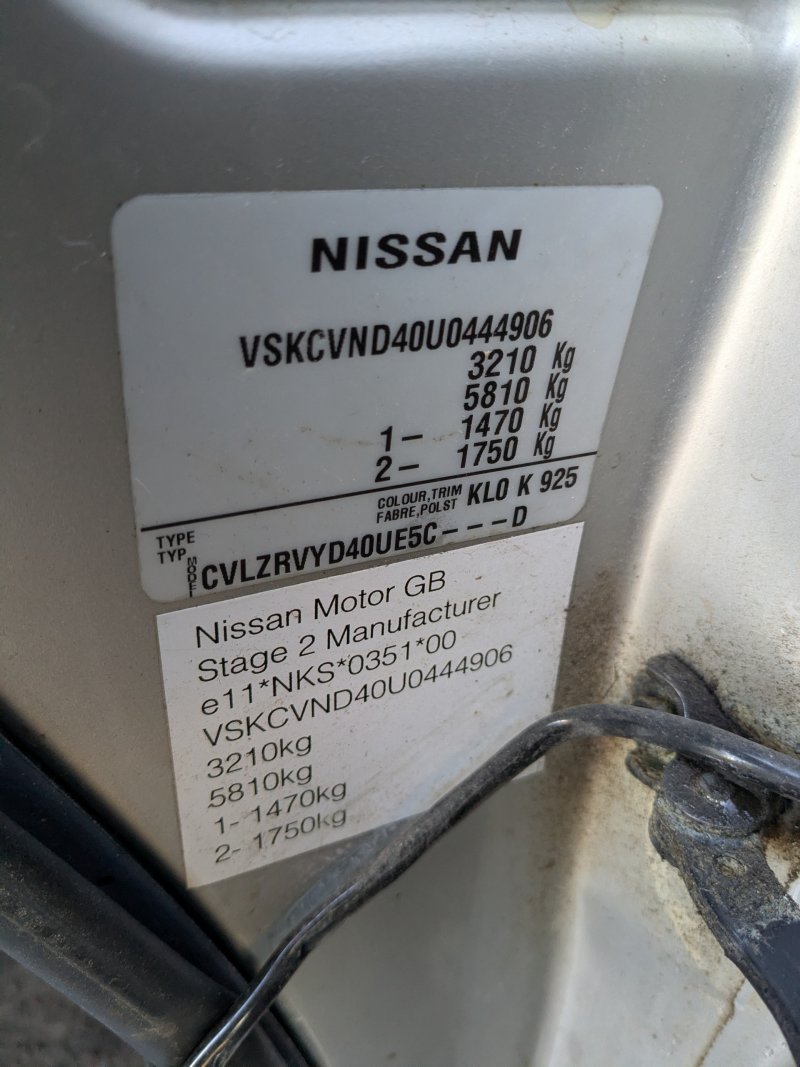 NISSAN
VSKCVND40U0444906
3210 Kg
5810 Kg
1- 1470 Kg
2- 1750 Kg
COLOUR,TRIM
FABRE,POLST
KL0 K 925
TYPE
TYP
MODEL
CVLZRVYD40UE5C---D
Nissan Motor GB
Stage 2 Manufacturer
e11*NKS*0351*00
VSKCVND40U0444906
3210kg
5810kg
1- 1470kg
2- 1750kg